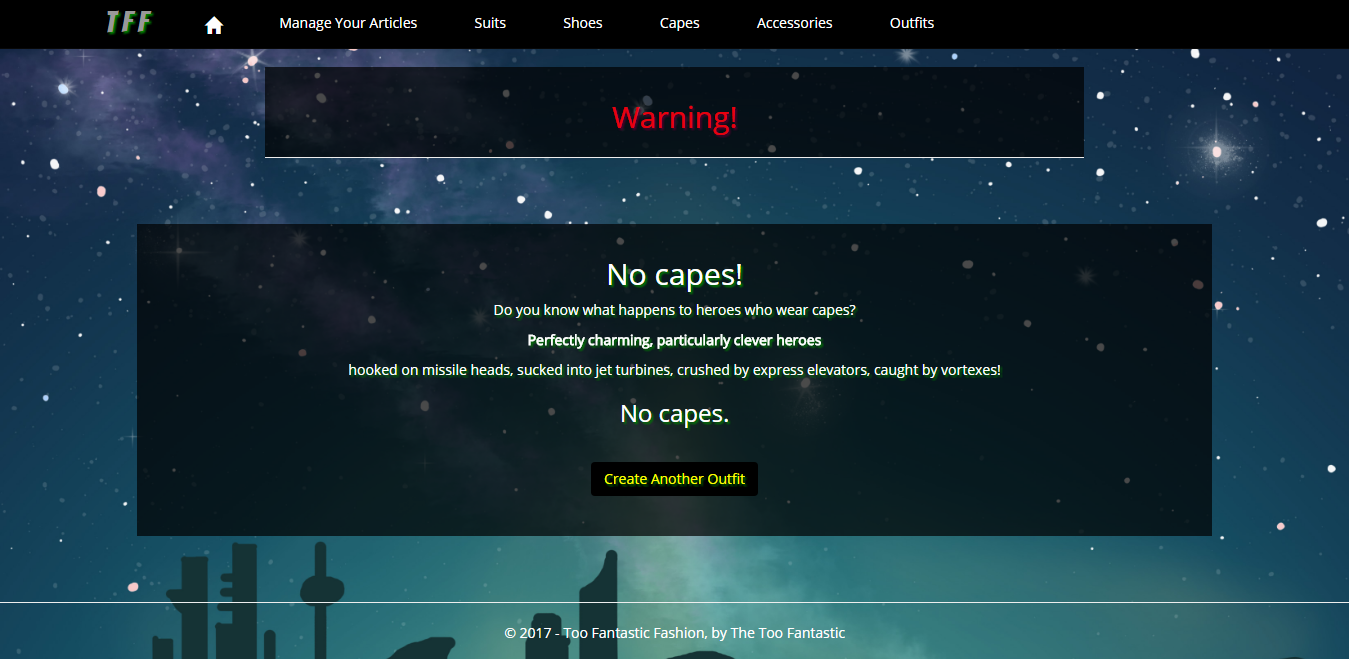 TFF Manage Your Articles Suits Shoes Capes Accessories Outfits
Warning!
No capes!
Do you know what happens to heroes who wear capes?
Perfectly charming, particularly clever heroes
hooked on missile heads, sucked into jet turbines, crushed by express elevators, caught by vortexes!
No capes.
Create Another Outfit
© 2017 - Too Fantastic Fashion, by The Too Fantastic